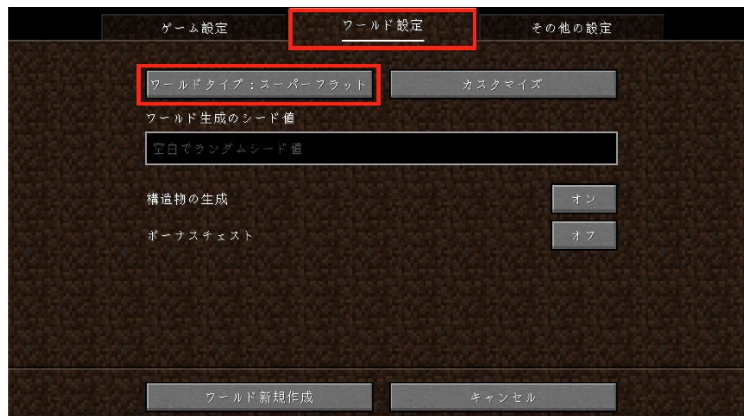 ゲーム設定 ワールド設定 その他の設定
ワールドタイプ：スーパーフラット カスタマイズ
ワールド生成のシード値
空白でランダムシード値
構造物の生成 オン
ボーナスチェスト オフ
ワールド新規作成 キャンセル